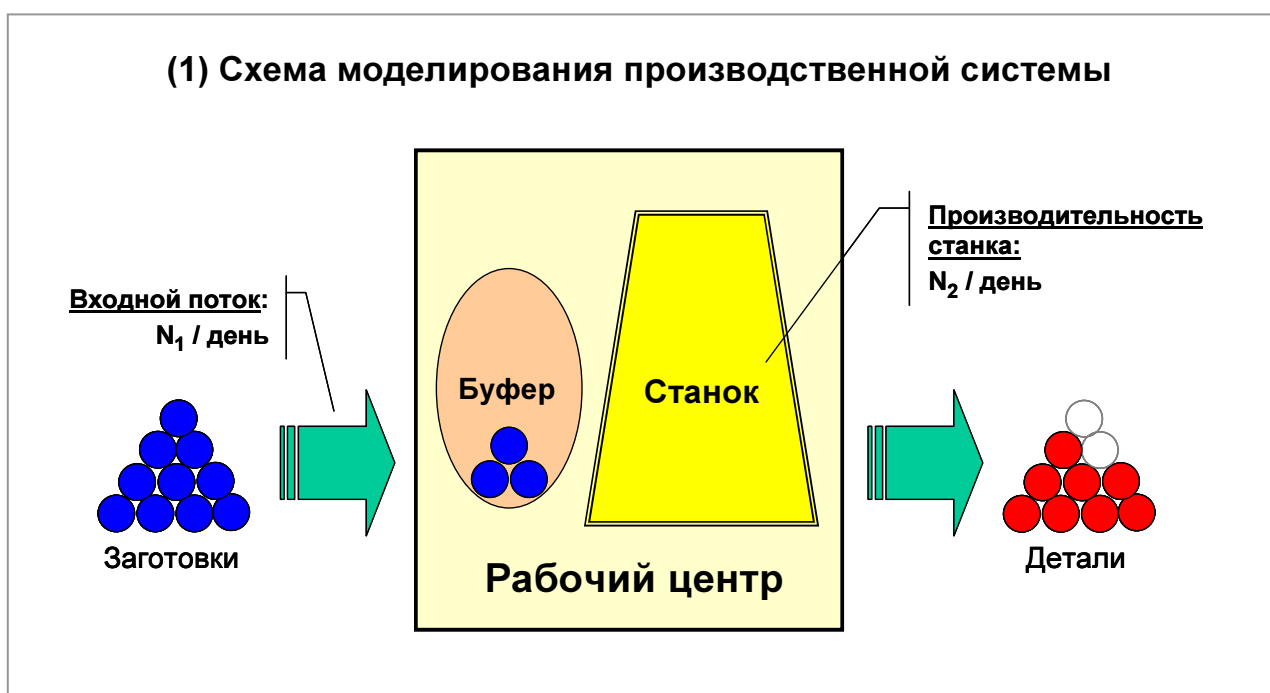 (1) Схема моделирования производственной системы
Производительность
станка:
N₂ / день
Входной поток:
N₁ / день
Буфер
Станок
Заготовки
Детали
Рабочий центр